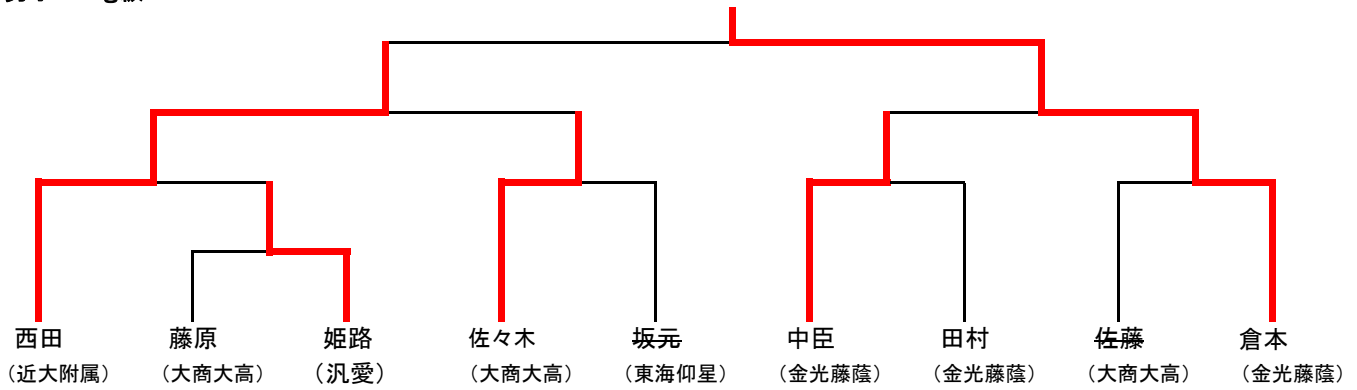 西田 藤原 姫路 佐々木 坂元 中臣 田村 佐藤 倉本
（近大附属） （大商大高） （汎愛） （大商大高） （東海仰星） （金光藤蔭） （金光藤蔭） （大商大高） （金光藤蔭）